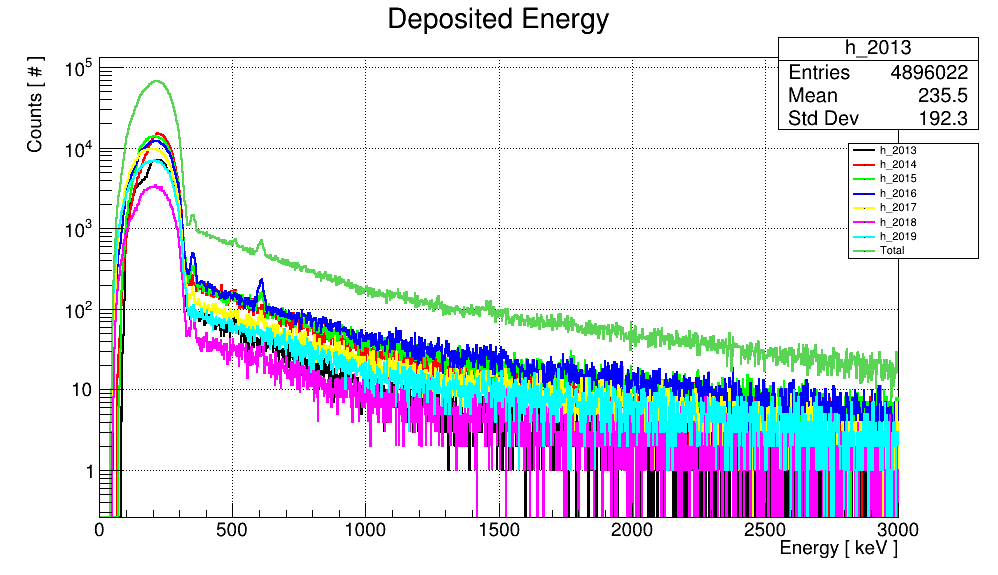 Deposited Energy
Counts [ # ]
10^5
10^4
10^3
10^2
10
1
h_2013
Entries 4896022
Mean 235.5
Std Dev 192.3
h_2013
h_2014
h_2015
h_2016
h_2017
h_2018
h_2019
Total
0 500 1000 1500 2000 2500 3000
Energy [ keV ]